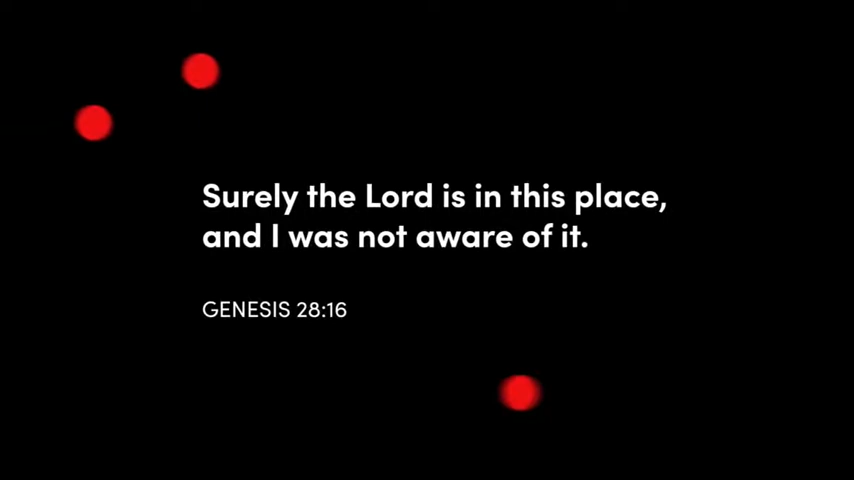 Surely the Lord is in this place,
and I was not aware of it.
GENESIS 28:16